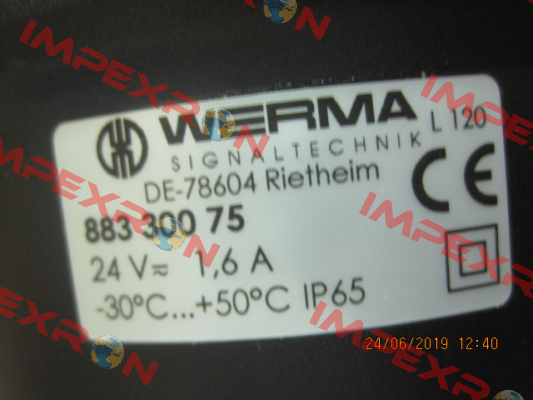 WERMA L 120
SIGNALTECHNIK
DE-78604 Rietheim
883 300 75
24 V≂ 1,6 A
-30°C...+50°C IP65
CE
24/06/2019 12:40
IMPEXRON
IMPEXRON
IMPEXRON
IMPEXRON
IMPEXRON
IMPEXRON